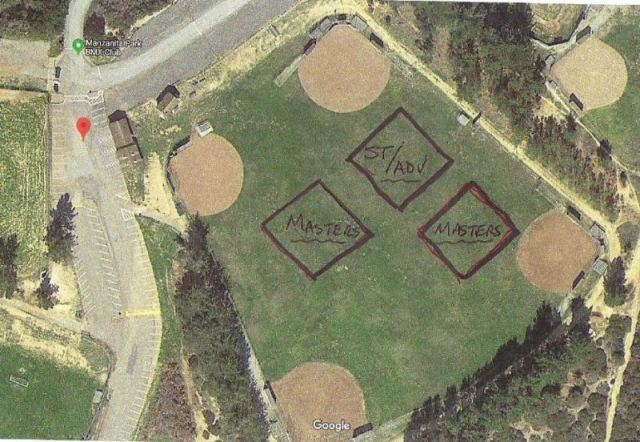 Manzanita Park
BMX Club
ST/ADV
MASTERS
MASTERS
Google